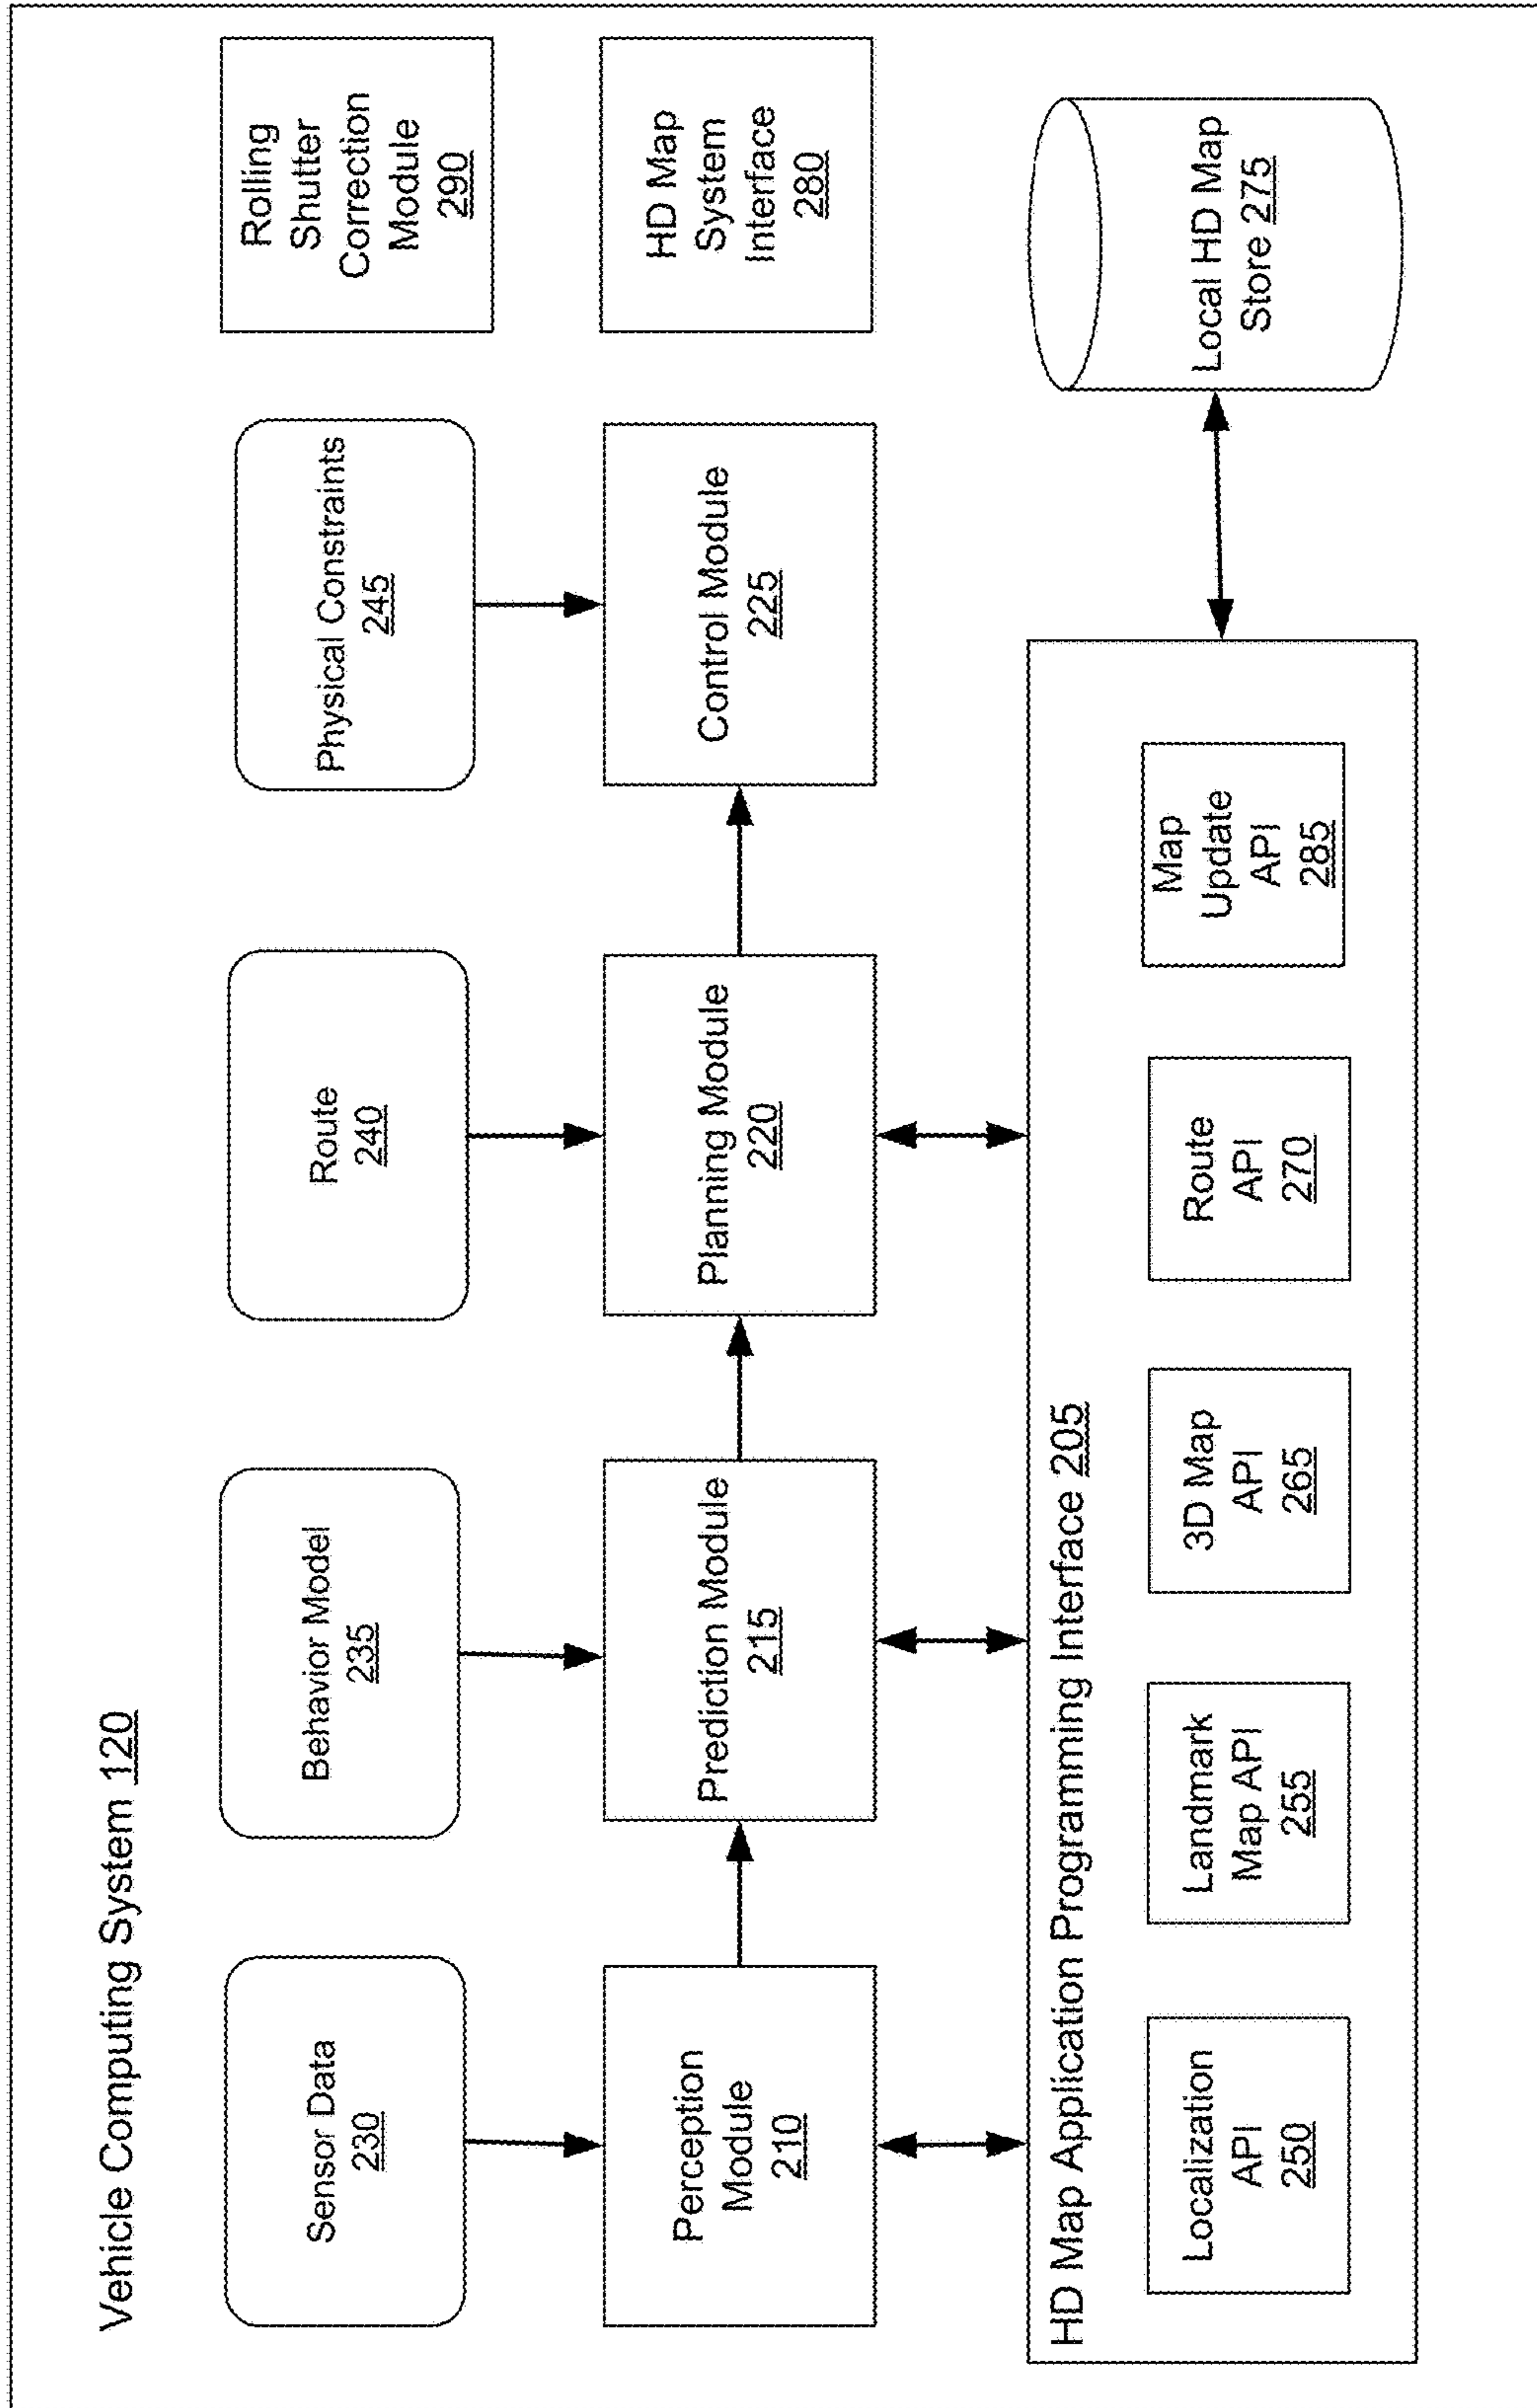 Vehicle Computing System 120
Sensor Data
230
Behavior Model
235
Route
240
Physical Constraints
245
Rolling
Shutter
Correction
Module
290
Perception
Module
210
Prediction Module
215
Planning Module
220
Control Module
225
HD Map
System
Interface
280
HD Map Application Programming Interface 205
Localization
API
250
Landmark
Map API
255
3D Map
API
265
Route
API
270
Map
Update
API
285
Local HD Map
Store 275